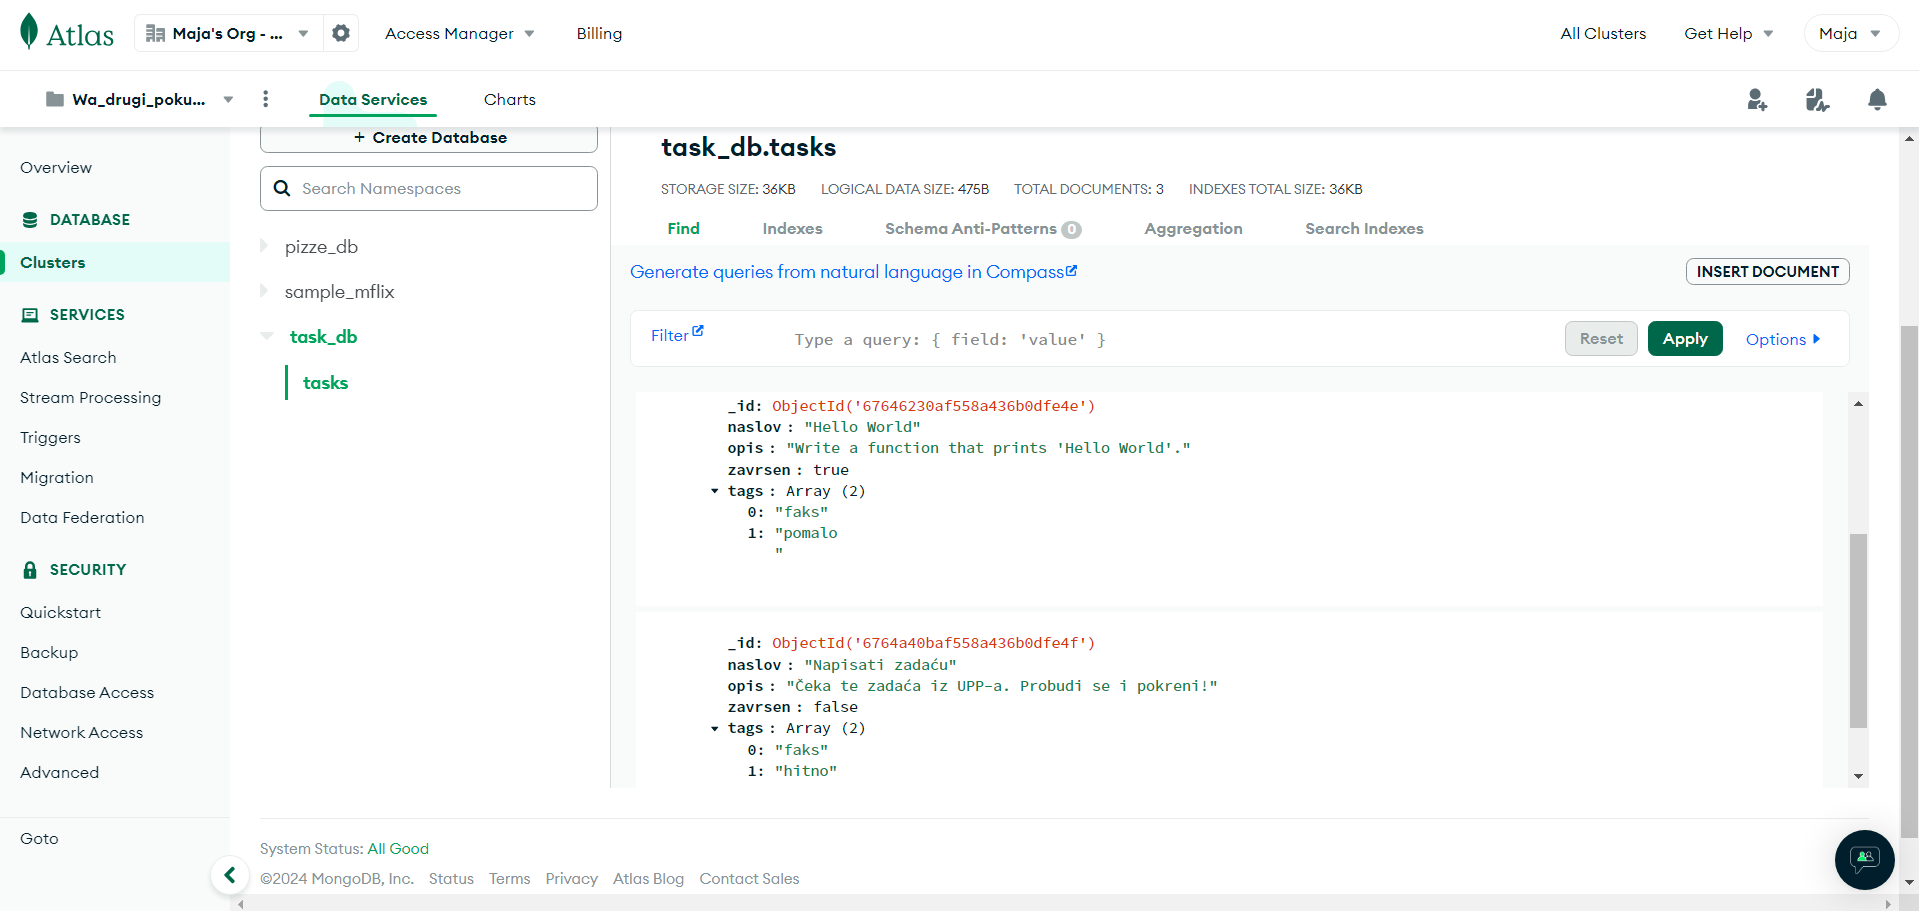 Atlas
Maja's Org - ...
Access Manager
Billing
All Clusters
Get Help
Maja
Wa_drugi_poku...
Data Services
Charts
Overview
DATABASE
Clusters
SERVICES
Atlas Search
Stream Processing
Triggers
Migration
Data Federation
SECURITY
Quickstart
Backup
Database Access
Network Access
Advanced
Goto
+ Create Database
Search Namespaces
pizze_db
sample_mflix
task_db
tasks
task_db.tasks
STORAGE SIZE: 36KB LOGICAL DATA SIZE: 475B TOTAL DOCUMENTS: 3 INDEXES TOTAL SIZE: 36KB
Find Indexes Schema Anti-Patterns 0 Aggregation Search Indexes
Generate queries from natural language in Compass
INSERT DOCUMENT
Filter
Type a query: { field: 'value' }
Reset
Apply
Options
_id: ObjectId('67646230af558a436b0dfe4e')
naslov : "Hello World"
opis : "Write a function that prints 'Hello World'."
zavrsen : true
tags : Array (2)
0: "faks"
1: "pomalo
"
_id: ObjectId('6764a40baf558a436b0dfe4f')
naslov : "Napisati zadaću"
opis : "Čeka te zadaća iz UPP-a. Probudi se i pokreni!"
zavrsen : false
tags : Array (2)
0: "faks"
1: "hitno"
System Status: All Good
©2024 MongoDB, Inc. Status Terms Privacy Atlas Blog Contact Sales